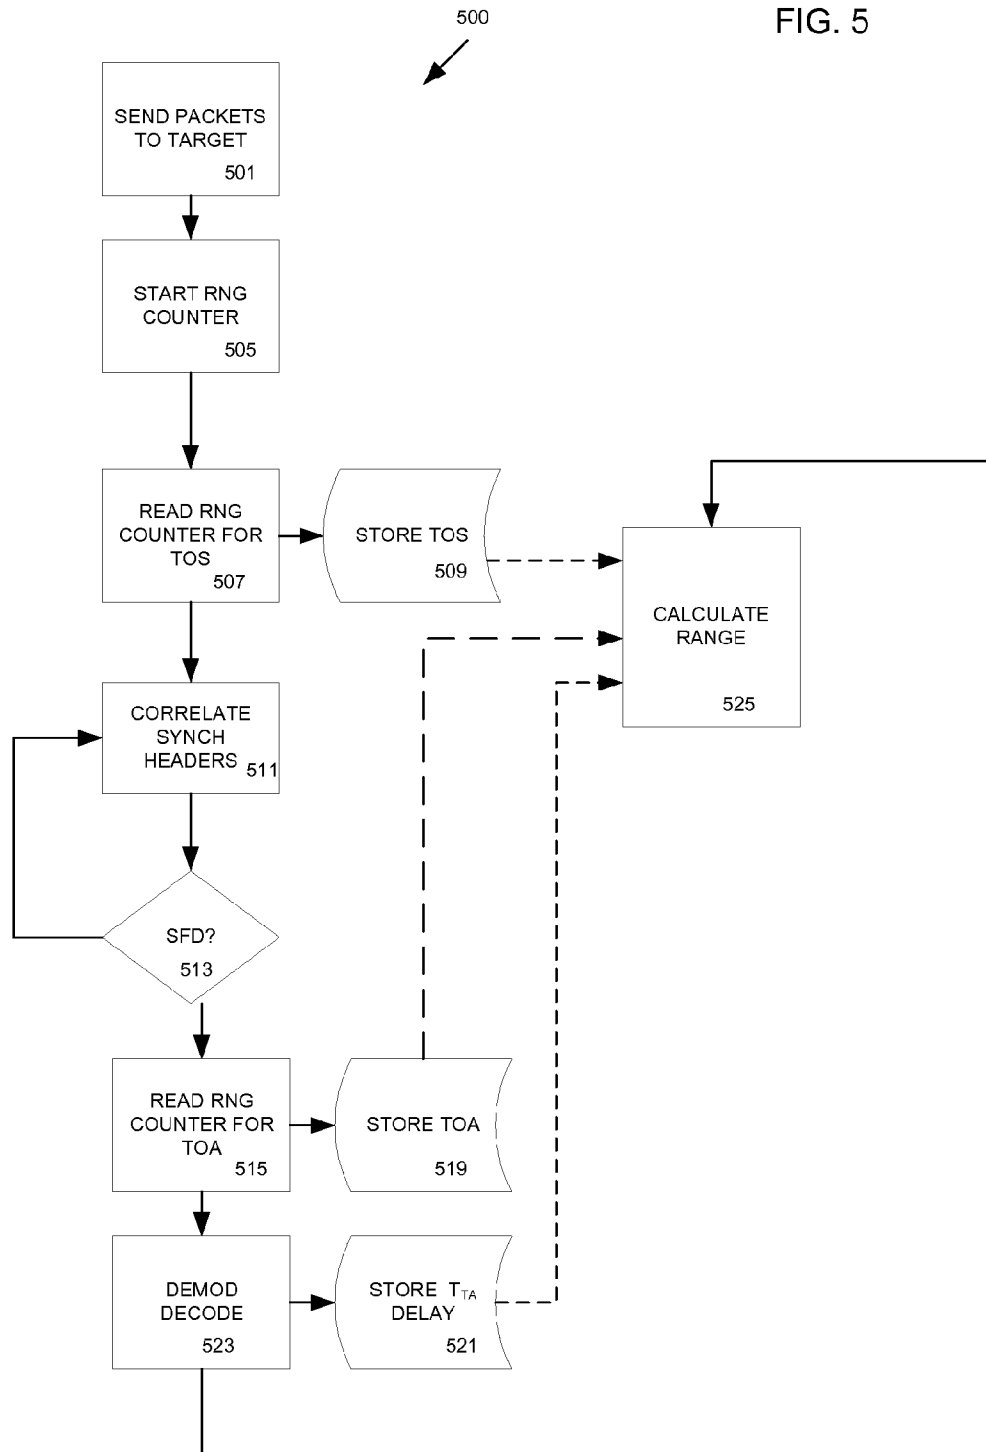 500
FIG. 5
SEND PACKETS
TO TARGET
501
START RNG
COUNTER
505
READ RNG
COUNTER FOR
TOS
507
STORE TOS
509
CALCULATE
RANGE
525
CORRELATE
SYNCH
HEADERS
511
SFD?
513
READ RNG
COUNTER FOR
TOA
515
STORE TOA
519
DEMOD
DECODE
523
STORE T_TA
DELAY
521